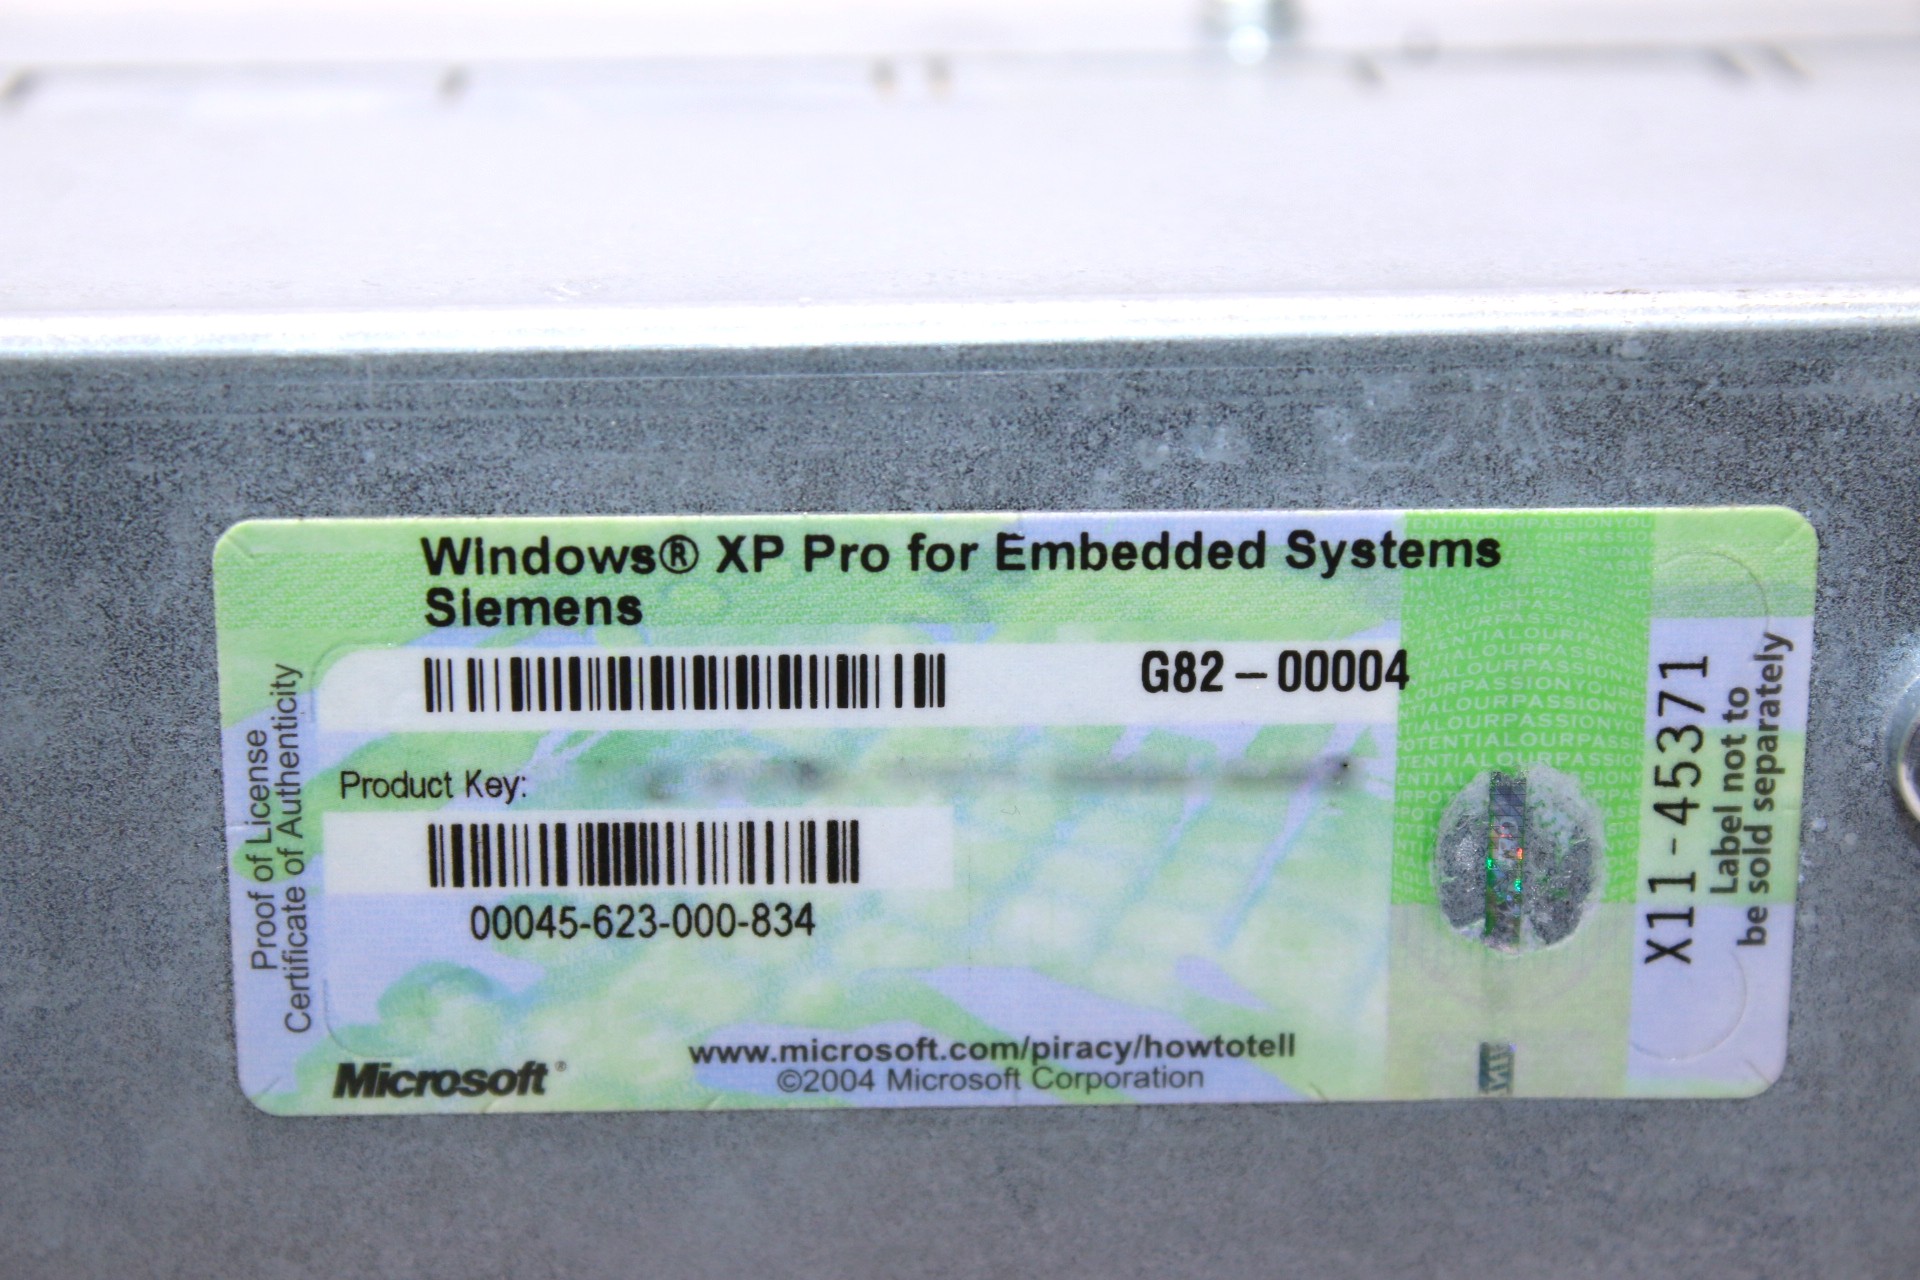 Windows® XP Pro for Embedded Systems
Siemens
G82-00004
Product Key:
00045-623-000-834
Proof of License
Certificate of Authenticity
Microsoft®
www.microsoft.com/piracy/howtotell
©2004 Microsoft Corporation
X11-45371
Label not to
be sold separately